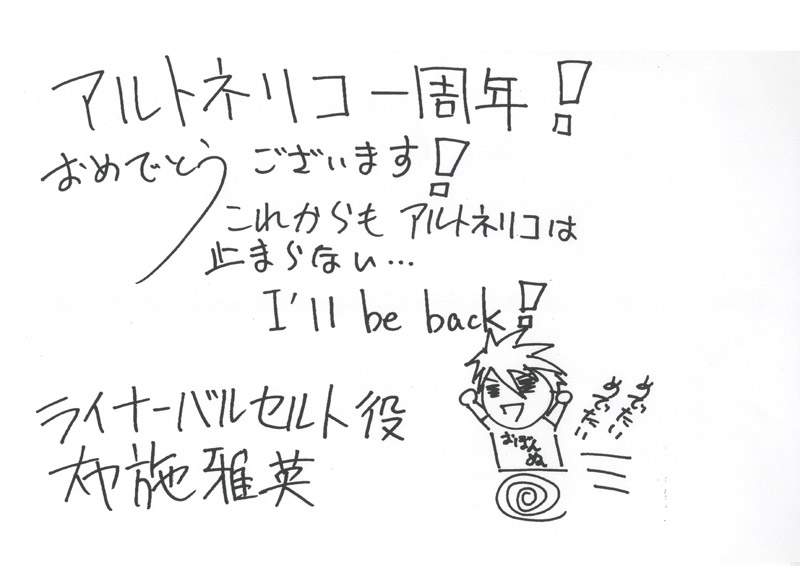 アルトネリコ一周年!
おめでとうございます!
これからも アルトネリコは
止まらない…
I'll be back!
ライナーバルセルト役
布施雅英
めでたい
めでたい
おぼん
ぬ